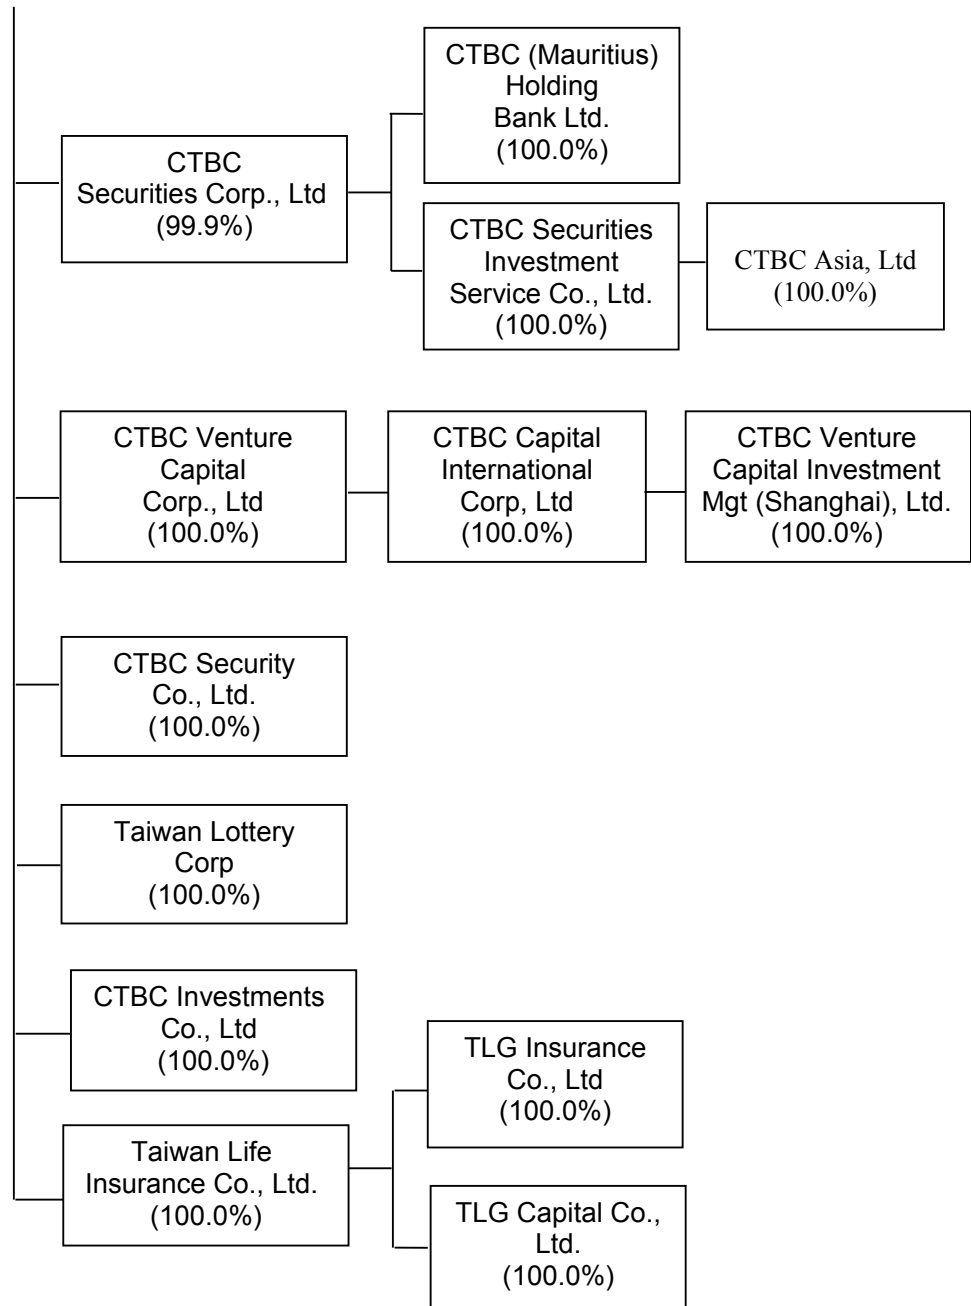 CTBC (Mauritius)
Holding
Bank Ltd.
(100.0%)
CTBC
Securities Corp., Ltd
(99.9%)
CTBC Securities
Investment
Service Co., Ltd.
(100.0%)
CTBC Asia, Ltd
(100.0%)
CTBC Venture
Capital
Corp., Ltd
(100.0%)
CTBC Capital
International
Corp, Ltd
(100.0%)
CTBC Venture
Capital Investment
Mgt (Shanghai), Ltd.
(100.0%)
CTBC Security
Co., Ltd.
(100.0%)
Taiwan Lottery
Corp
(100.0%)
CTBC Investments
Co., Ltd
(100.0%)
TLG Insurance
Co., Ltd
(100.0%)
Taiwan Life
Insurance Co., Ltd.
(100.0%)
TLG Capital Co.,
Ltd.
(100.0%)